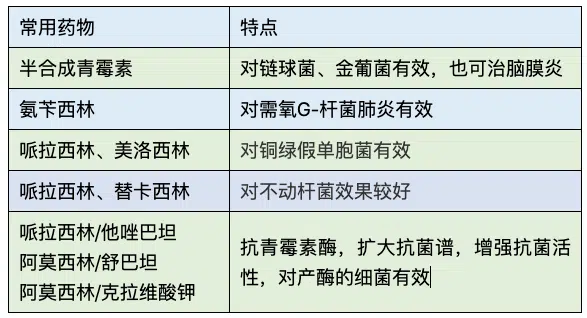 常用药物 特点
半合成青霉素 对链球菌、金葡菌有效，也可治脑膜炎
氨苄西林 对需氧G-杆菌肺炎有效
哌拉西林、美洛西林 对铜绿假单胞菌有效
哌拉西林、替卡西林 对不动杆菌效果较好
哌拉西林/他唑巴坦
阿莫西林/舒巴坦
阿莫西林/克拉维酸钾
抗青霉素酶，扩大抗菌谱，增强抗菌活
性，对产酶的细菌有效